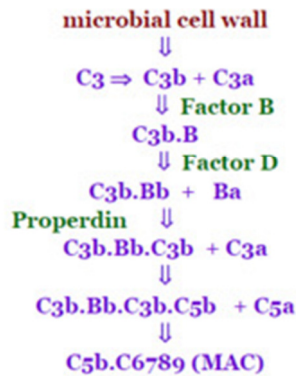 microbial cell wall
⇓
C3 ⇒ C3b + C3a
⇓ Factor B
C3b.B
⇓ Factor D
C3b.Bb + Ba
Properdin ⇓
C3b.Bb.C3b + C3a
⇓
C3b.Bb.C3b.C5b + C5a
⇓
C5b.C6789 (MAC)